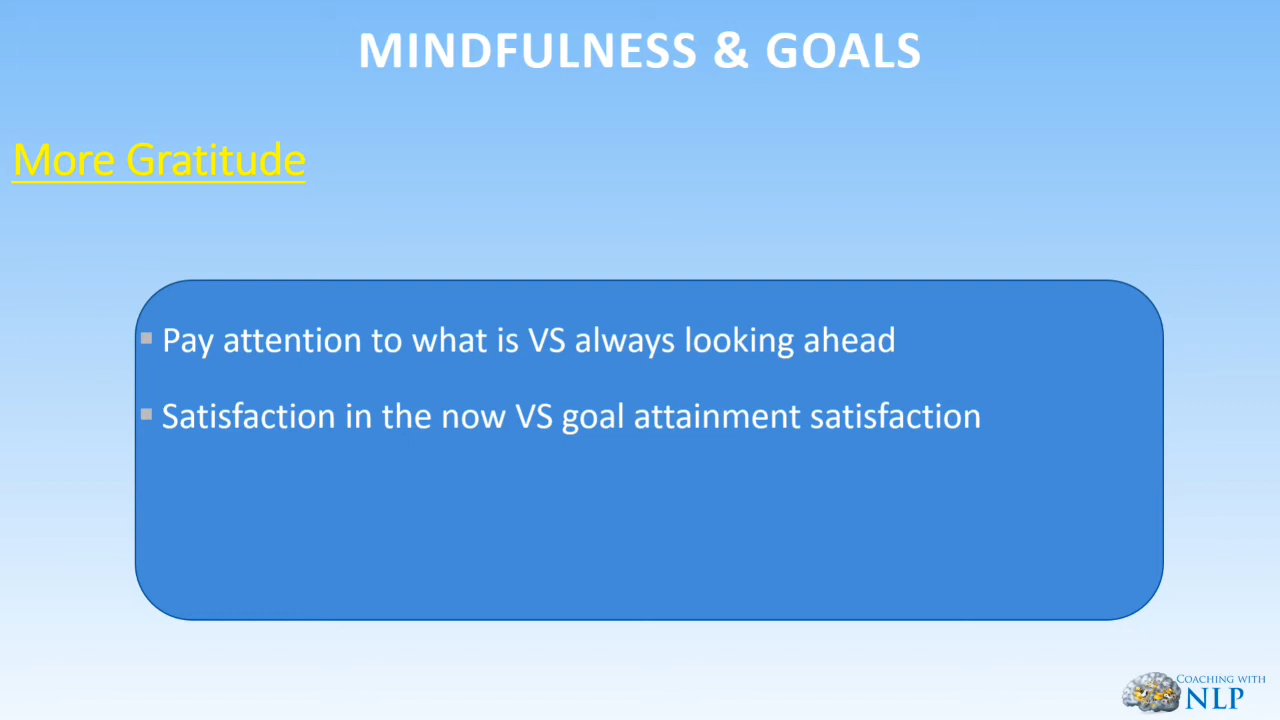 MINDFULNESS & GOALS
More Gratitude
▪ Pay attention to what is VS always looking ahead
▪ Satisfaction in the now VS goal attainment satisfaction
COACHING WITH
NLP